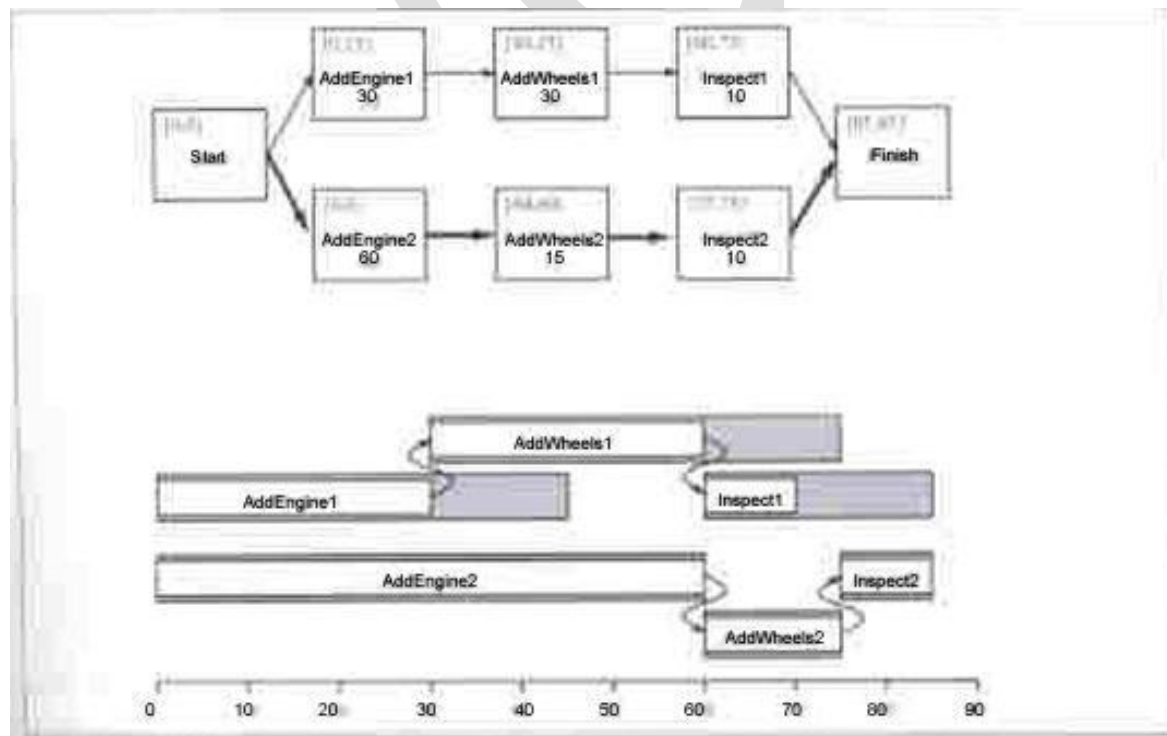 AddEngine1
30
AddWheels1
30
Inspect1
10
Start
Finish
AddEngine2
60
AddWheels2
15
Inspect2
10
AddWheels1
AddEngine1
Inspect1
AddEngine2
Inspect2
AddWheels2
0 10 20 30 40 50 60 70 80 90